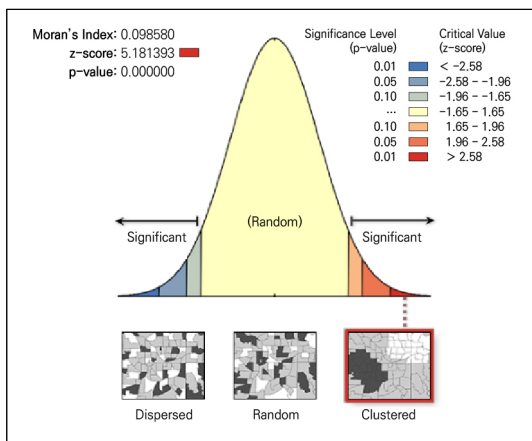 Moran's Index: 0.098580
z-score: 5.181393
p-value: 0.000000
Significance Level (p-value)
Critical Value (z-score)
0.01 < -2.58
0.05 -2.58 - -1.96
0.10 -1.96 - -1.65
... -1.65 - 1.65
0.10 1.65 - 1.96
0.05 1.96 - 2.58
0.01 > 2.58
Significant
(Random)
Significant
Dispersed
Random
Clustered